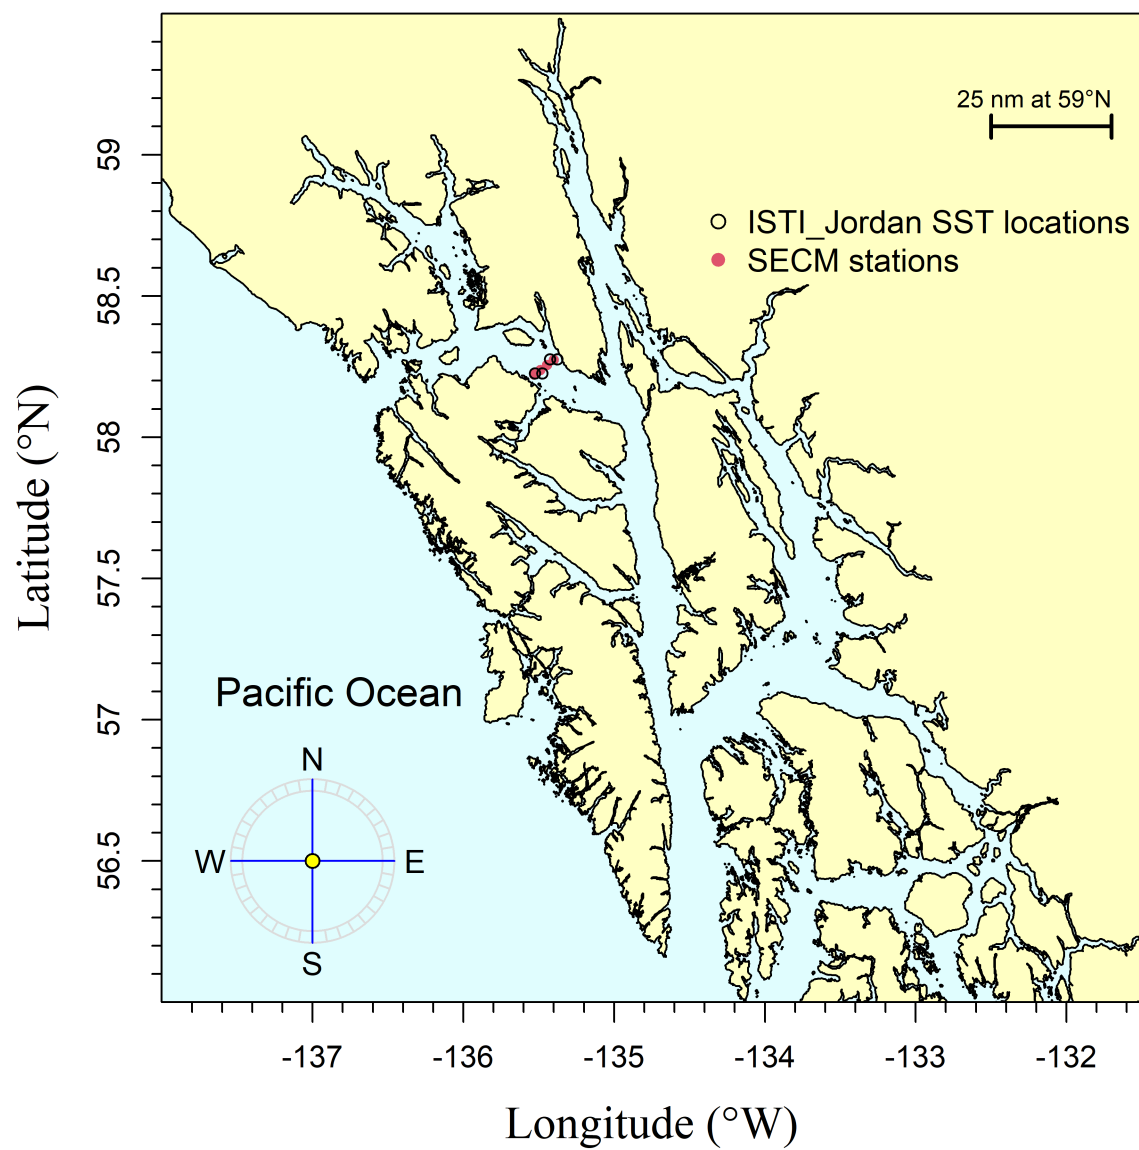 25 nm at 59°N
ISTI_Jordan SST locations
SECM stations
Pacific Ocean
N
W
E
S
Latitude (°N)
59
58.5
58
57.5
57
56.5
-137
-136
-135
-134
-133
-132
Longitude (°W)